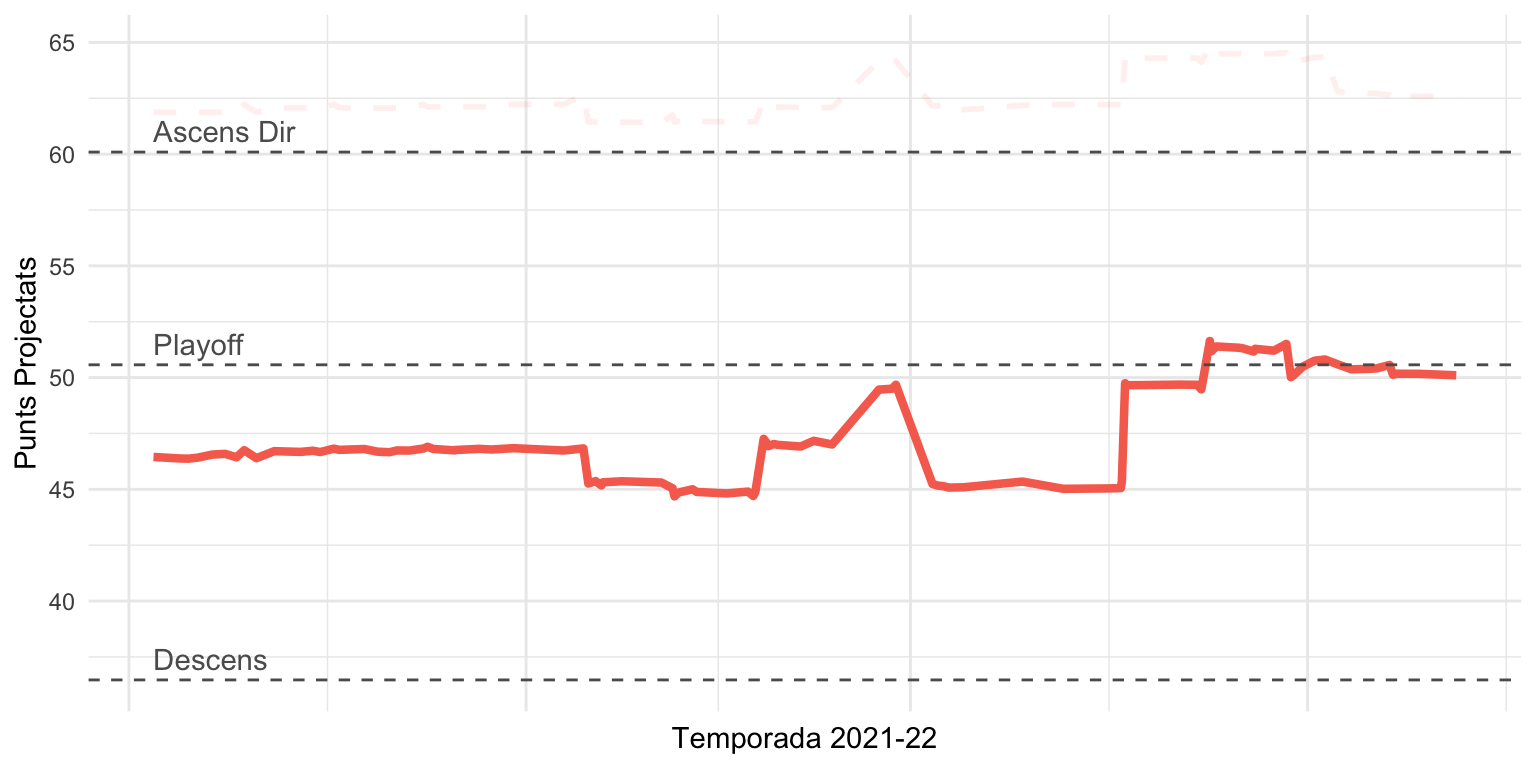 65
Ascens Dir
60
55
Playoff
50
45
40
Descens
Punts Projectats
Temporada 2021-22